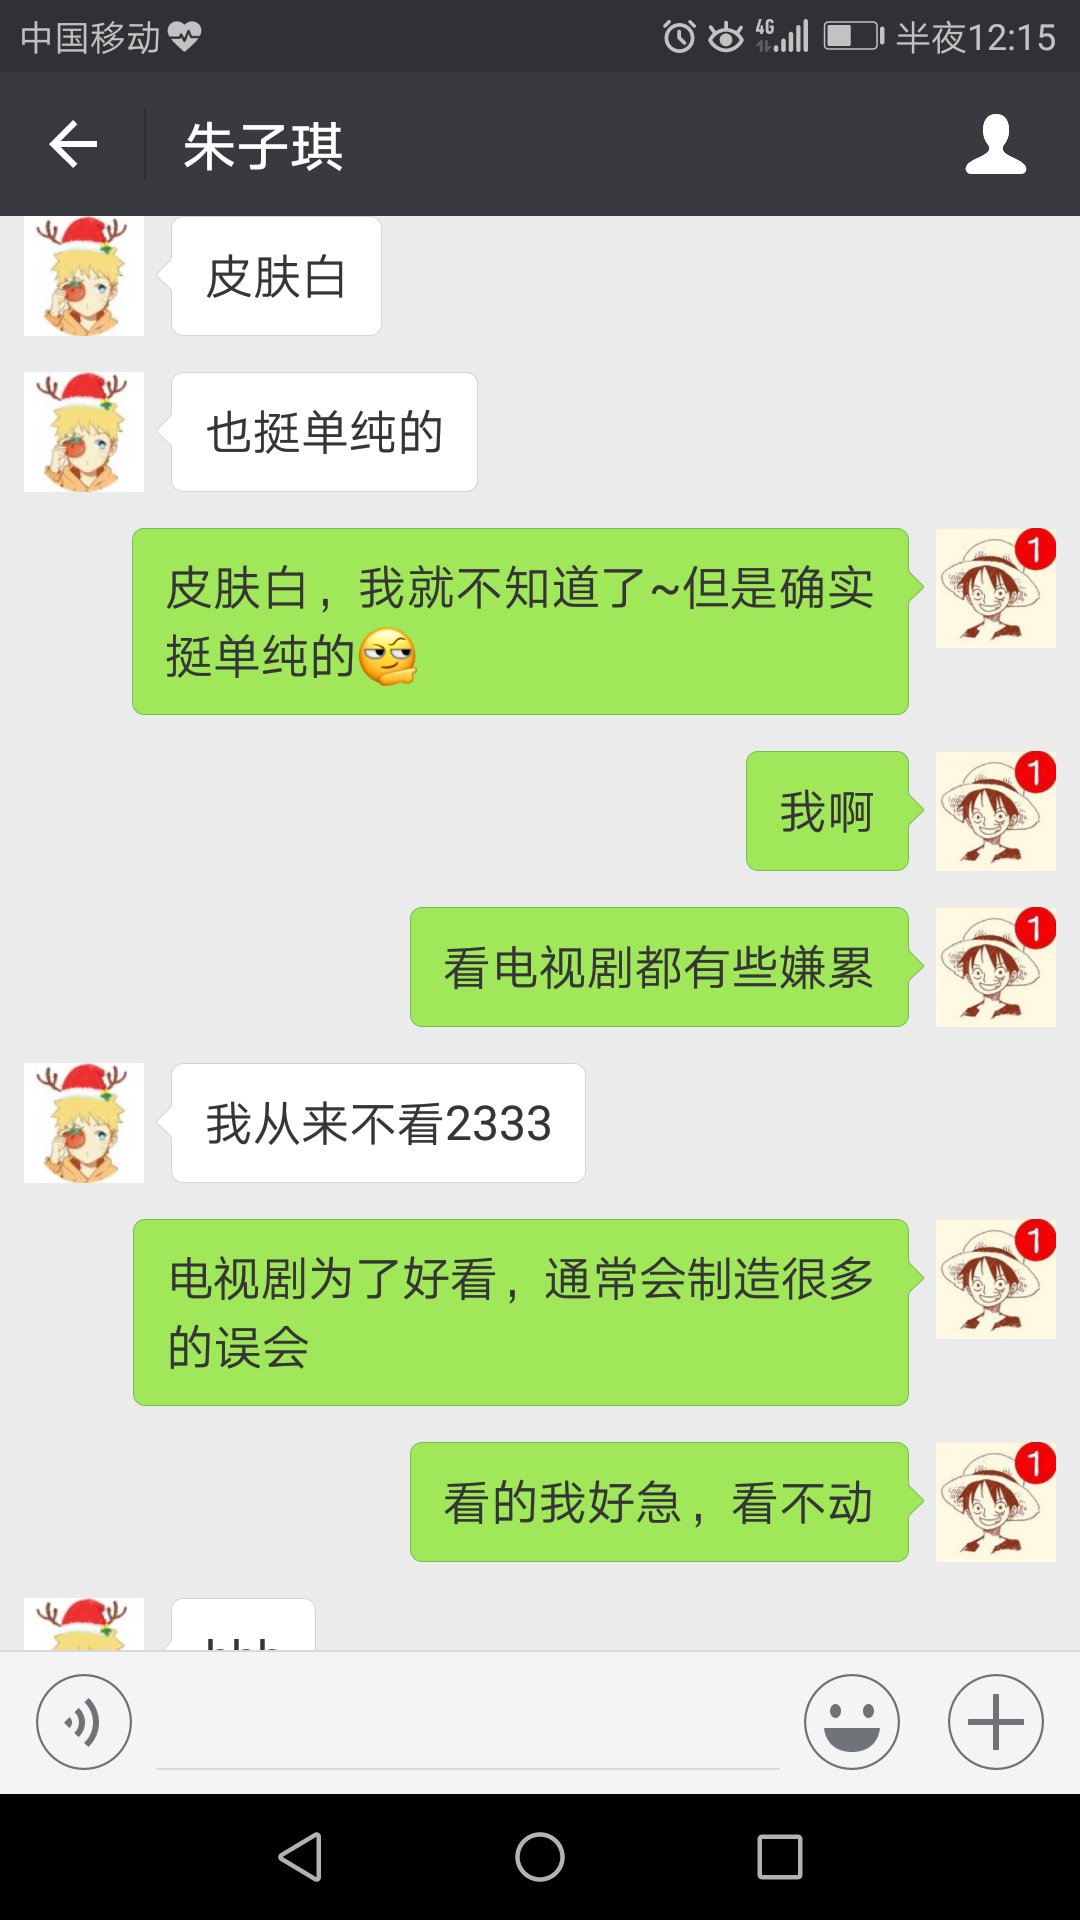 中国移动
4G
半夜12:15
朱子琪
皮肤白
也挺单纯的
皮肤白，我就不知道了~但是确实
挺单纯的
1
我啊
1
看电视剧都有些嫌累
1
我从来不看2333
电视剧为了好看，通常会制造很多
的误会
1
看的我好急，看不动
1
hhh